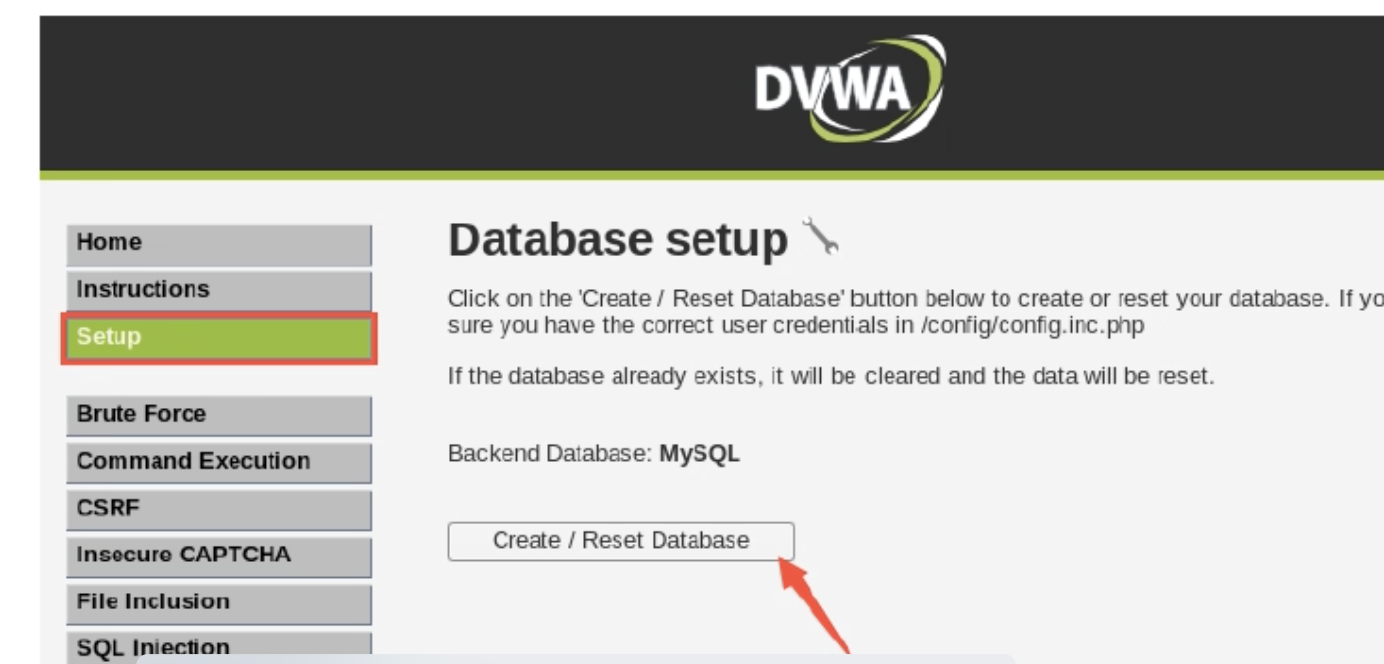 DVWA
Home
Instructions
Setup
Brute Force
Command Execution
CSRF
Insecure CAPTCHA
File Inclusion
SQL Injection
Database setup
Click on the 'Create / Reset Database' button below to create or reset your database. If yo
sure you have the correct user credentials in /config/config.inc.php
If the database already exists, it will be cleared and the data will be reset.
Backend Database: MySQL
Create / Reset Database